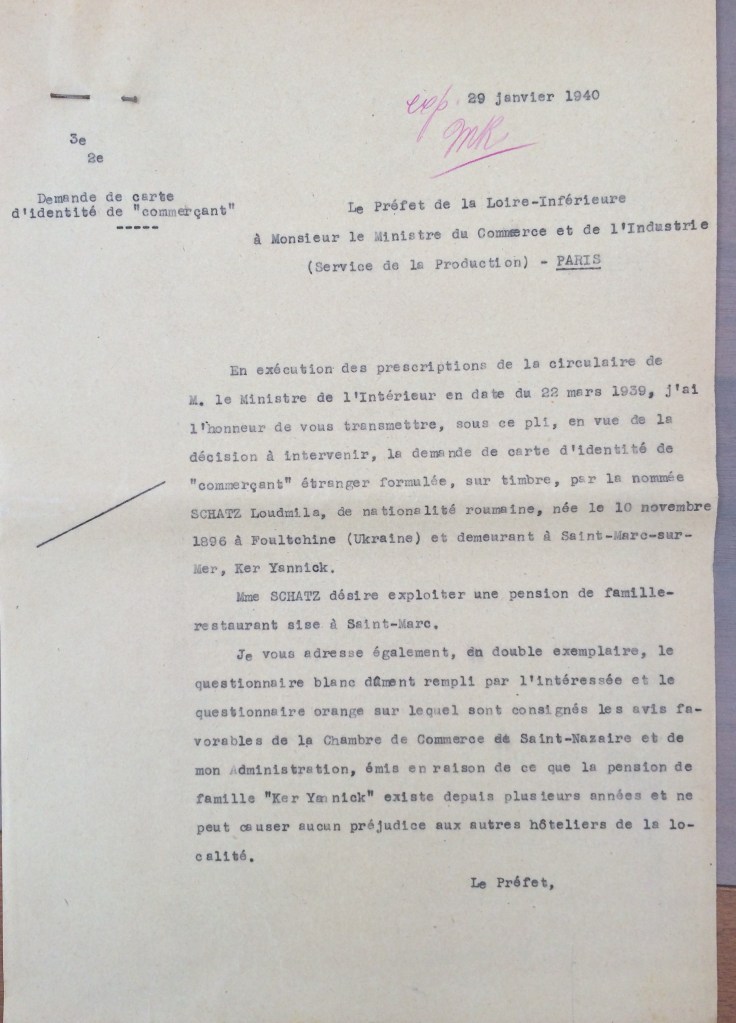 exp. 29 janvier 1940
MR
3e
2e
Demande de carte
d'identité de "commerçant"
-----
Le Préfet de la Loire-Inférieure
à Monsieur le Ministre du Commerce et de l'Industrie
(Service de la Production) - PARIS
En exécution des prescriptions de la circulaire de
M. le Ministre de l'Intérieur en date du 22 mars 1939, j'ai
l'honneur de vous transmettre, sous ce pli, en vue de la
décision à intervenir, la demande de carte d'identité de
"commerçant" étranger formulée, sur timbre, par la nommée
SCHATZ Loudmila, de nationalité roumaine, née le 10 novembre
1896 à Foultchine (Ukraine) et demeurant à Saint-Marc-sur-
Mer, Ker Yannick.
Mme SCHATZ désire exploiter une pension de famille-
restaurant sise à Saint-Marc.
Je vous adresse également, en double exemplaire, le
questionnaire blanc dûment rempli par l'intéressée et le
questionnaire orange sur lequel sont consignés les avis fa-
vorables de la Chambre de Commerce de Saint-Nazaire et de
mon Administration, émis en raison de ce que la pension de
famille "Ker Yannick" existe depuis plusieurs années et ne
peut causer aucun préjudice aux autres hôteliers de la lo-
calité.
Le Préfet,